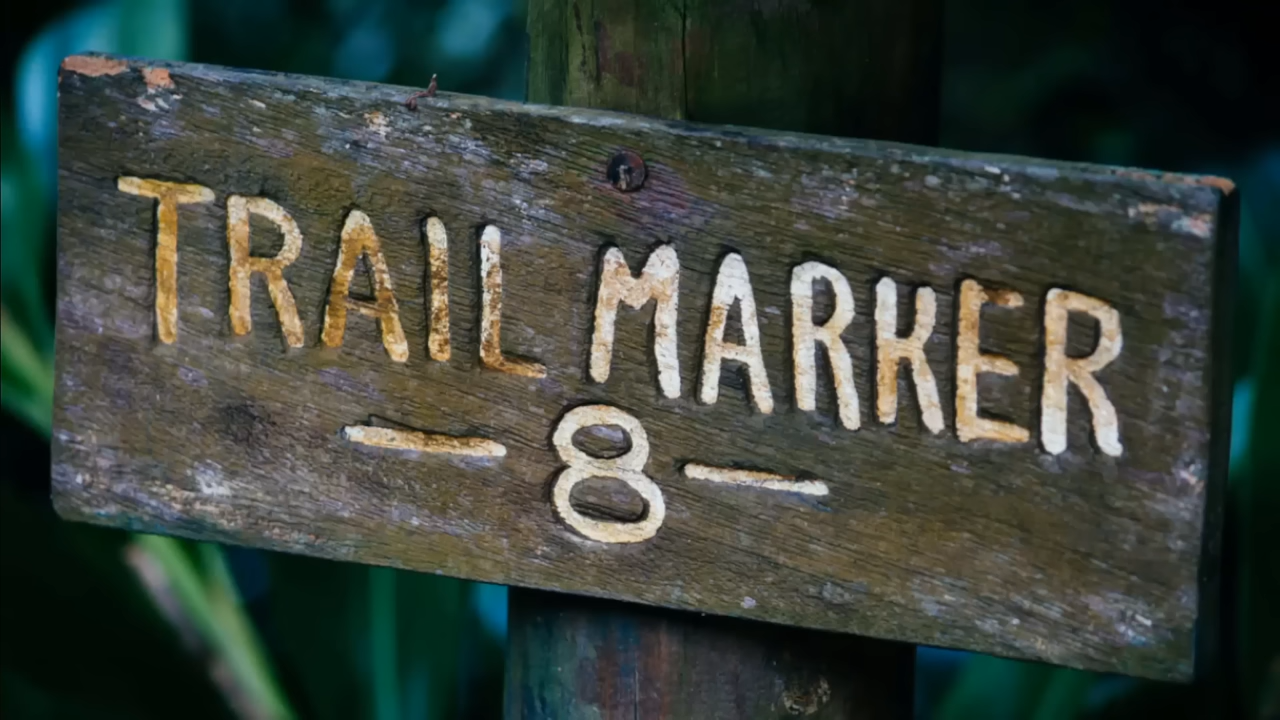 TRAIL MARKER
— 8 —